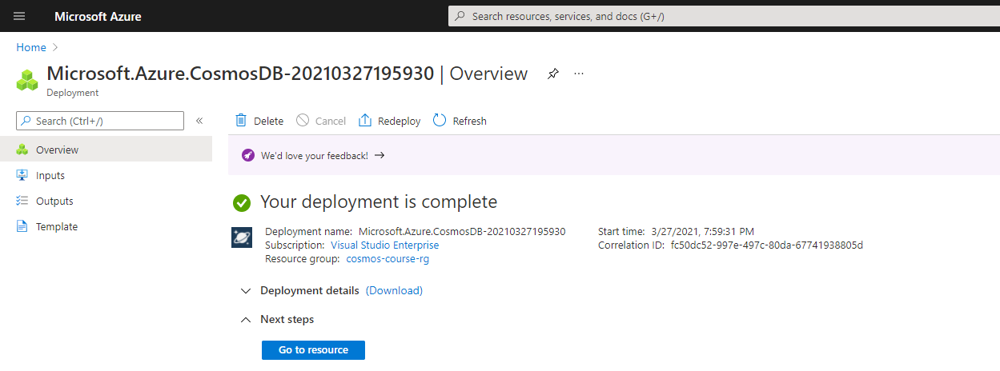 Microsoft Azure
Search resources, services, and docs (G+/)
Home
Microsoft.Azure.CosmosDB-20210327195930 | Overview
Deployment
Search (Ctrl+/)
Delete
Cancel
Redeploy
Refresh
Overview
Inputs
Outputs
Template
We'd love your feedback!
Your deployment is complete
Deployment name: Microsoft.Azure.CosmosDB-20210327195930
Subscription: Visual Studio Enterprise
Resource group: cosmos-course-rg
Start time: 3/27/2021, 7:59:31 PM
Correlation ID: fc50dc52-997e-497c-80da-67741938805d
Deployment details (Download)
Next steps
Go to resource